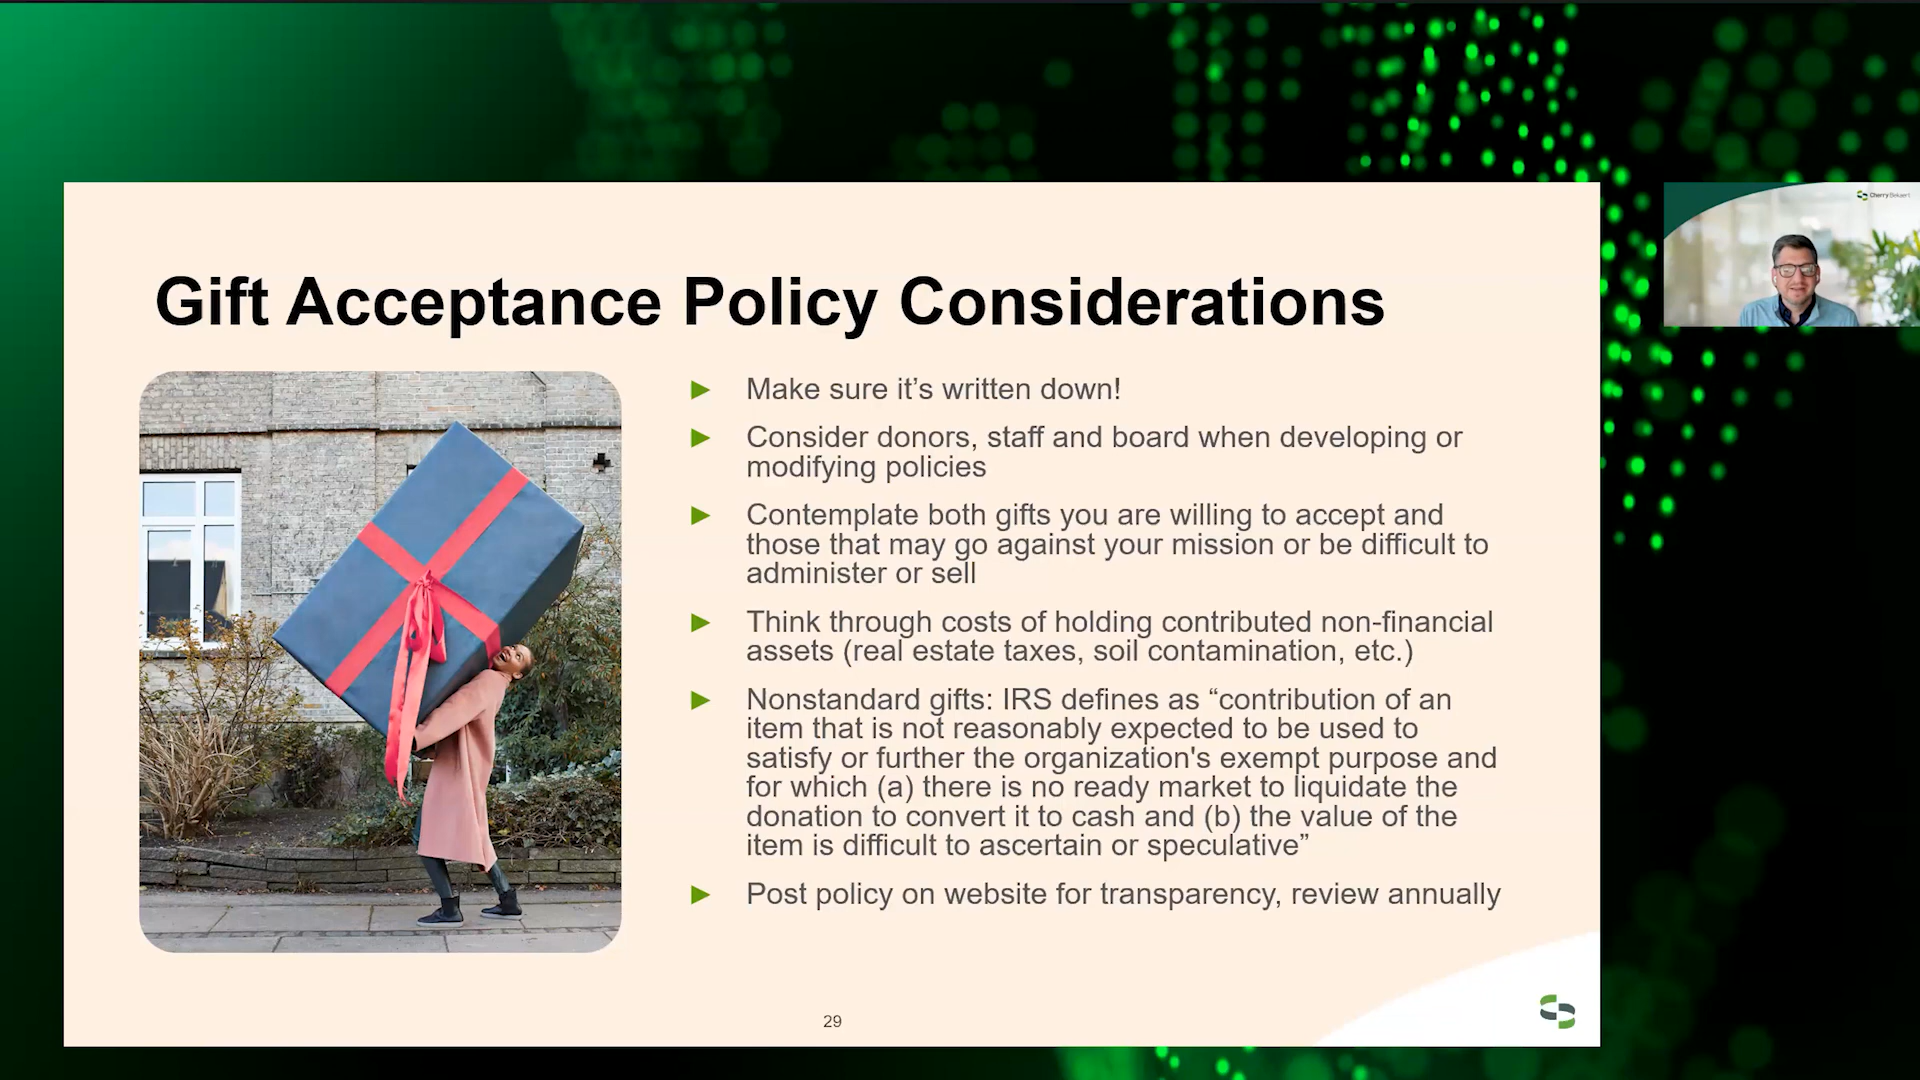 CherryBekaert
Gift Acceptance Policy Considerations
► Make sure it’s written down!
► Consider donors, staff and board when developing or
modifying policies
► Contemplate both gifts you are willing to accept and
those that may go against your mission or be difficult to
administer or sell
► Think through costs of holding contributed non-financial
assets (real estate taxes, soil contamination, etc.)
► Nonstandard gifts: IRS defines as “contribution of an
item that is not reasonably expected to be used to
satisfy or further the organization's exempt purpose and
for which (a) there is no ready market to liquidate the
donation to convert it to cash and (b) the value of the
item is difficult to ascertain or speculative”
► Post policy on website for transparency, review annually
29